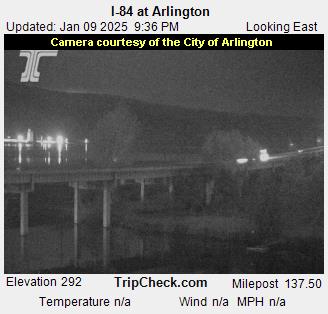 I-84 at Arlington
Updated: Jan 09 2025 9:36 PM Looking East
Camera courtesy of the City of Arlington
Elevation 292 TripCheck.com Milepost 137.50
Temperature n/a Wind n/a MPH n/a